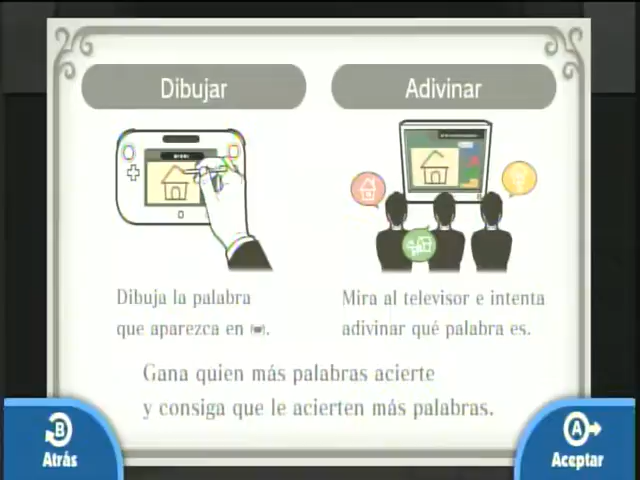 Dibujar
Adivinar
Dibuja la palabra
que aparezca en .
Mira al televisor e intenta
adivinar qué palabra es.
Gana quien más palabras acierte
y consiga que le acierten más palabras.
B
Atrás
A
Aceptar